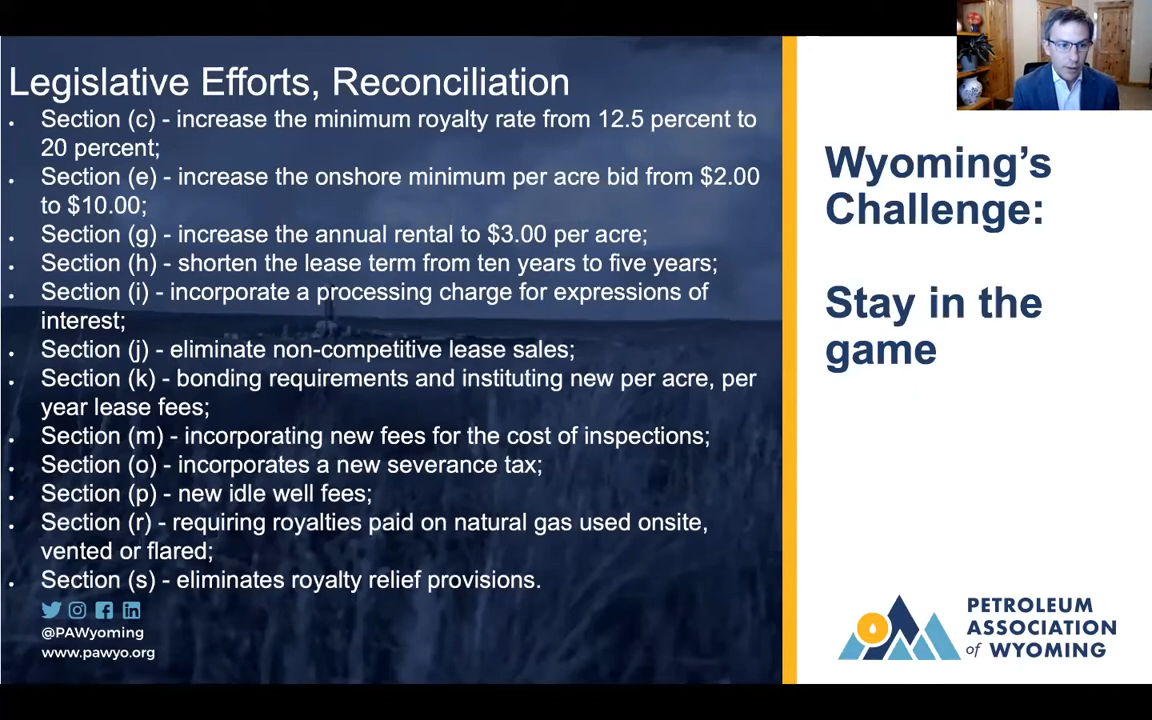 Legislative Efforts, Reconciliation
• Section (c) - increase the minimum royalty rate from 12.5 percent to
20 percent;
• Section (e) - increase the onshore minimum per acre bid from $2.00
to $10.00;
• Section (g) - increase the annual rental to $3.00 per acre;
• Section (h) - shorten the lease term from ten years to five years;
• Section (i) - incorporate a processing charge for expressions of
interest;
• Section (j) - eliminate non-competitive lease sales;
• Section (k) - bonding requirements and instituting new per acre, per
year lease fees;
• Section (m) - incorporating new fees for the cost of inspections;
• Section (o) - incorporates a new severance tax;
• Section (p) - new idle well fees;
• Section (r) - requiring royalties paid on natural gas used onsite,
vented or flared;
• Section (s) - eliminates royalty relief provisions.
@PAWyoming
www.pawyo.org
Wyoming's
Challenge:
Stay in the
game
PETROLEUM
ASSOCIATION
of WYOMING